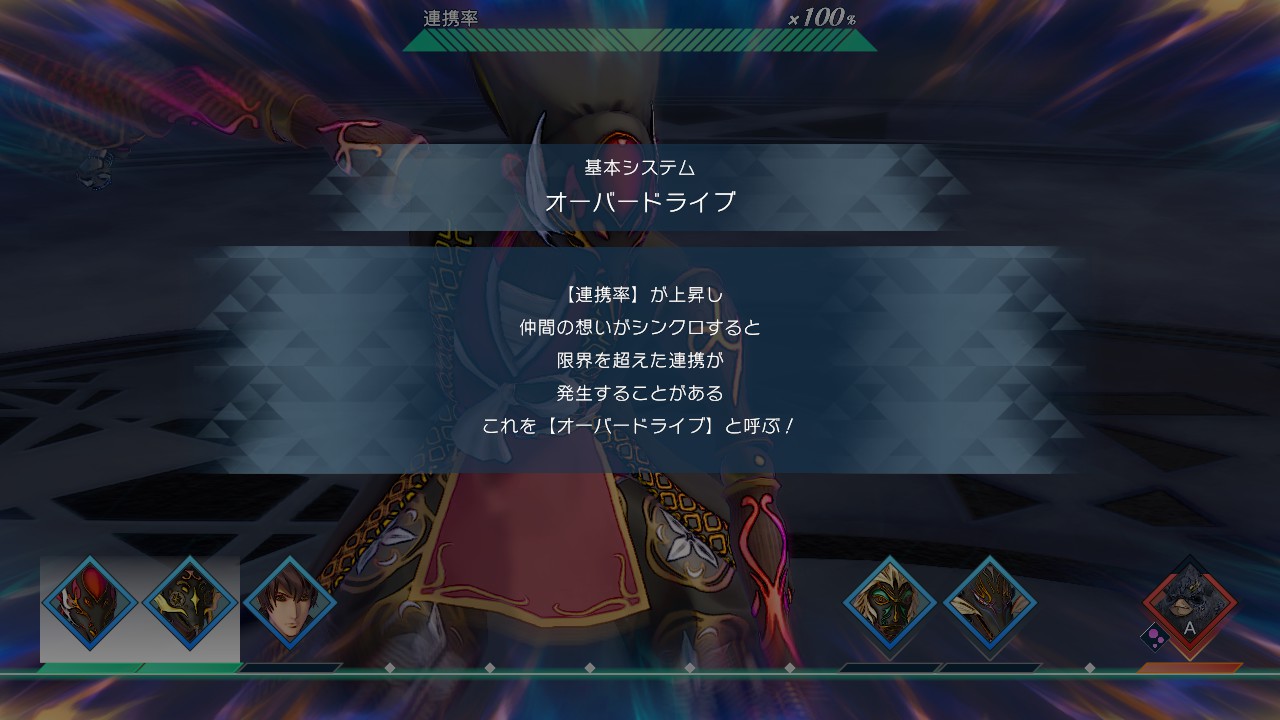 連携率 ×100%
基本システム
オーバードライブ
【連携率】が上昇し
仲間の想いがシンクロすると
限界を超えた連携が
発生することがある
これを【オーバードライブ】と呼ぶ！
A